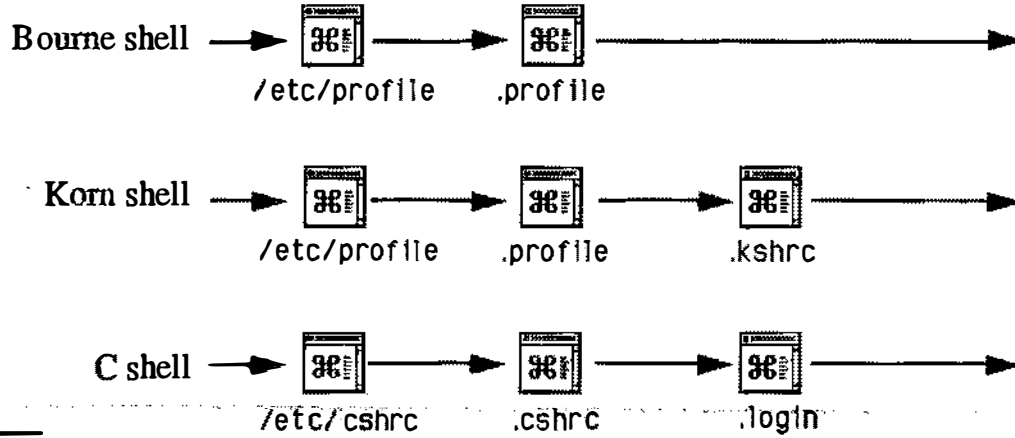 Bourne shell
/etc/profile .profile
Korn shell
/etc/profile .profile .kshrc
C shell
/etc/cshrc .cshrc .login